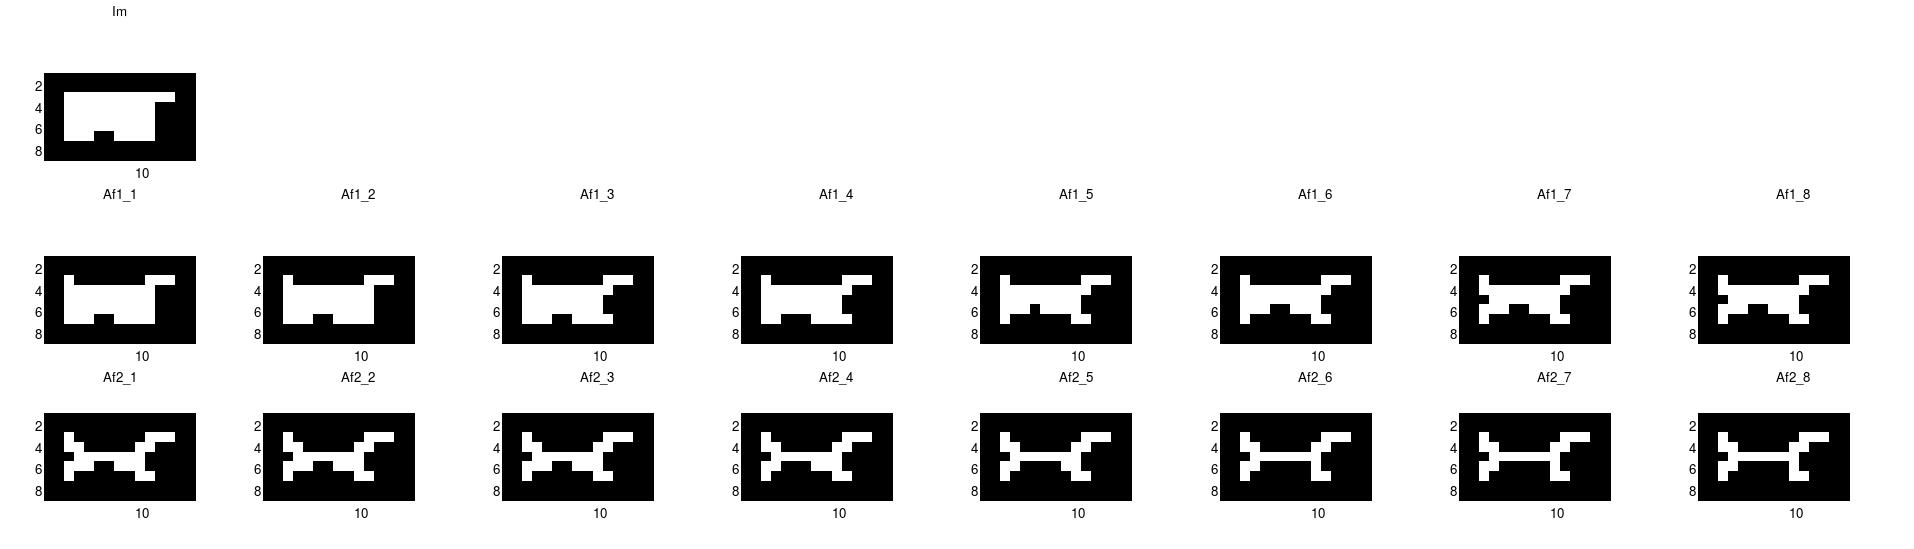 Im
2
4
6
8
10
Af1_1 Af1_2 Af1_3 Af1_4 Af1_5 Af1_6 Af1_7 Af1_8
2 2 2 2 2 2 2 2
4 4 4 4 4 4 4 4
6 6 6 6 6 6 6 6
8 8 8 8 8 8 8 8
10 10 10 10 10 10 10 10
Af2_1 Af2_2 Af2_3 Af2_4 Af2_5 Af2_6 Af2_7 Af2_8
2 2 2 2 2 2 2 2
4 4 4 4 4 4 4 4
6 6 6 6 6 6 6 6
8 8 8 8 8 8 8 8
10 10 10 10 10 10 10 10